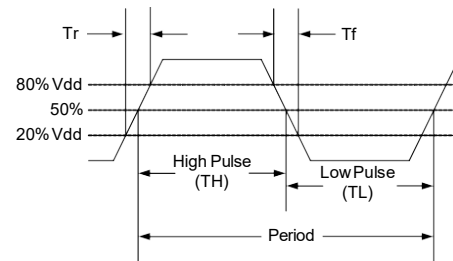 Tr
Tf
80% Vdd
50%
20% Vdd
High Pulse
(TH)
Low Pulse
(TL)
Period